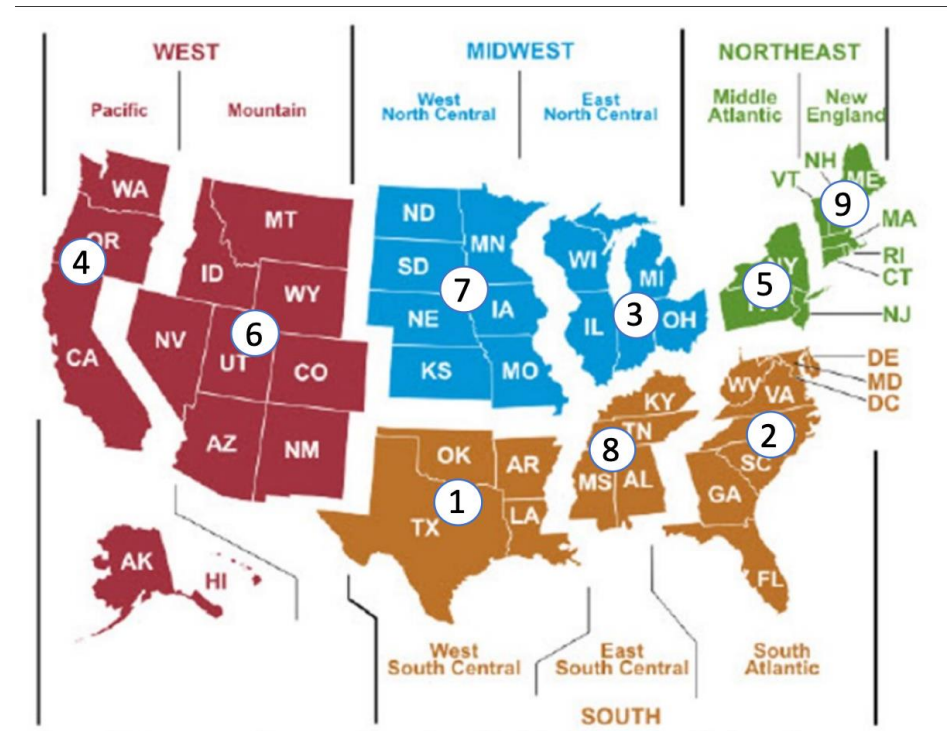 WEST
MIDWEST
NORTHEAST
Pacific
Mountain
West
North Central
East
North Central
Middle
Atlantic
New
England
WA
OR
CA
4
MT
ID
WY
NV
UT
CO
AZ
NM
6
AK
HI
ND
SD
NE
KS
MN
IA
MO
7
WI
MI
IL
OH
3
NH
VT
ME
9
MA
RI
CT
NY
5
NJ
OK
AR
TX
LA
1
KY
TN
MS
AL
8
DE
MD
DC
WV
VA
2
SC
GA
FL
West
South Central
East
South Central
South
Atlantic
SOUTH